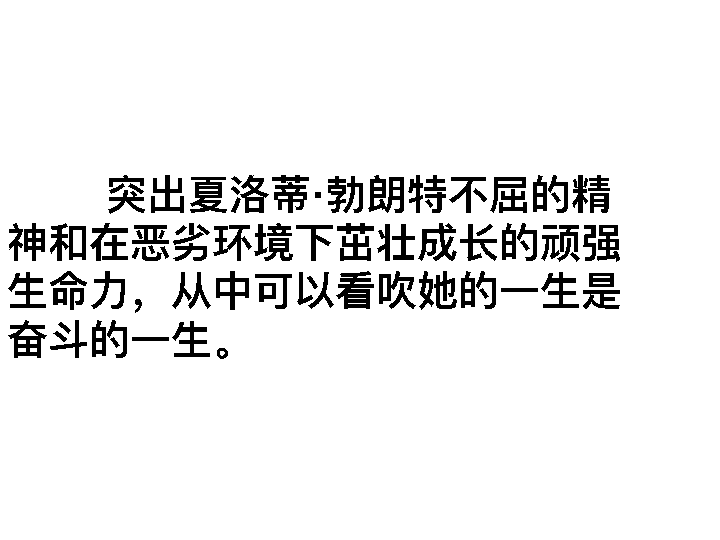 突出夏洛蒂·勃朗特不屈的精
神和在恶劣环境下茁壮成长的顽强
生命力，从中可以看吹她的一生是
奋斗的一生。